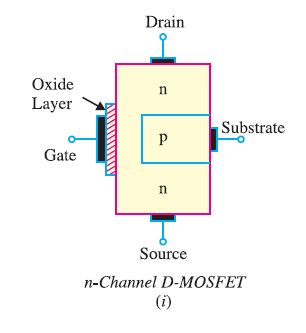 Drain
n
Oxide
Layer
Substrate
p
Gate
n
Source
n-Channel D-MOSFET
(i)